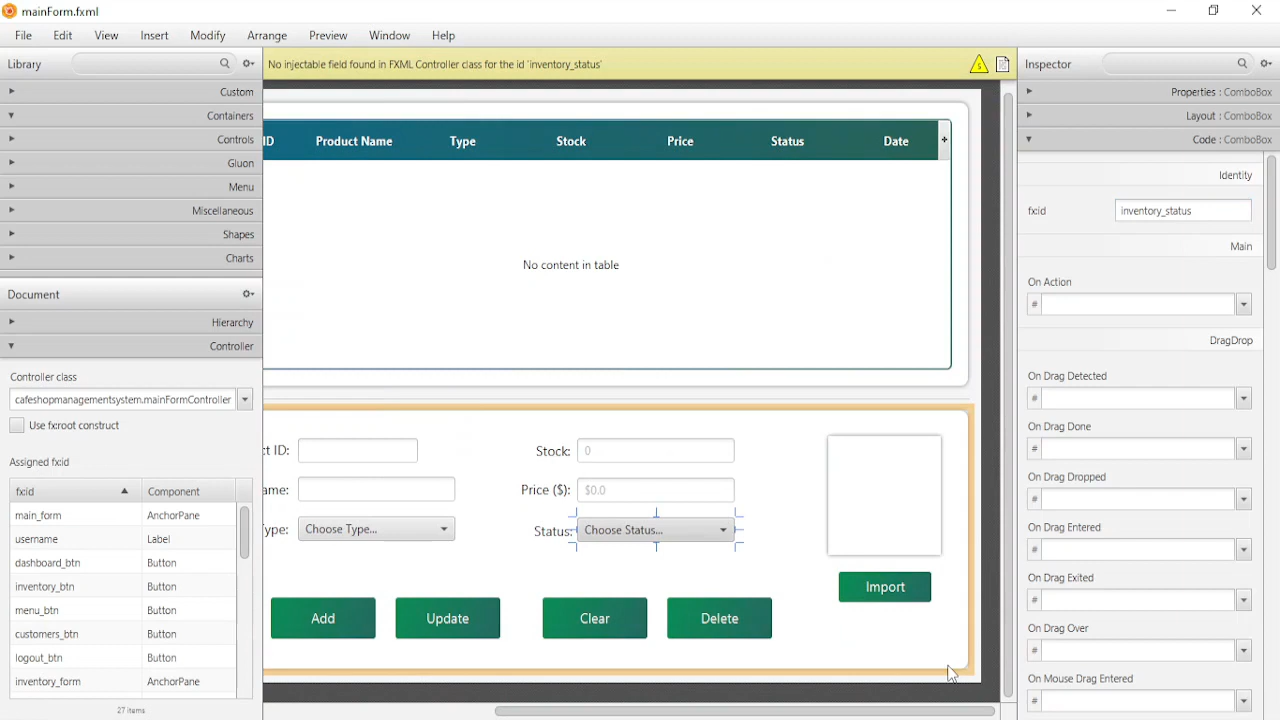 mainForm.fxml
File Edit View Insert Modify Arrange Preview Window Help
Library
Custom
Containers
Controls
Gluon
Menu
Miscellaneous
Shapes
Charts
Document
Hierarchy
Controller
Controller class
cafeshopmanagementsystem.mainFormController
Use fx:root construct
Assigned fx:id
fx:id Component
main_form AnchorPane
username Label
dashboard_btn Button
inventory_btn Button
menu_btn Button
customers_btn Button
logout_btn Button
inventory_form AnchorPane
27 items
No injectable field found in FXML Controller class for the id 'inventory_status'
ID Product Name Type Stock Price Status Date +
No content in table
ct ID: Stock: 0
ame: Price ($): $0.0
Type: Choose Type... Status: Choose Status...
Import
Add Update Clear Delete
Inspector
Properties : ComboBox
Layout : ComboBox
Code : ComboBox
Identity
fx:id inventory_status
Main
On Action
#
DragDrop
On Drag Detected
#
On Drag Done
#
On Drag Dropped
#
On Drag Entered
#
On Drag Exited
#
On Drag Over
#
On Mouse Drag Entered
#